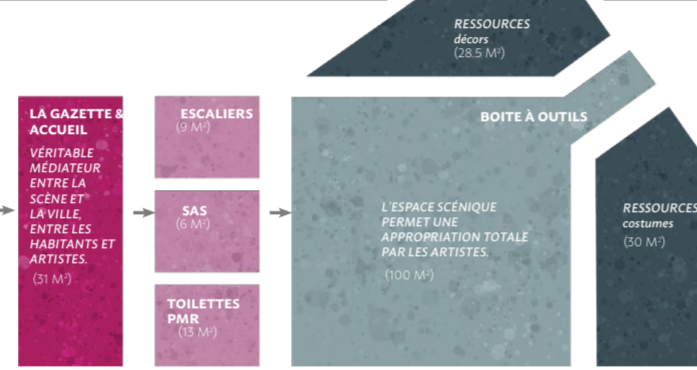 RESSOURCES
décors
(28.5 M²)
LA GAZETTE &
ACCUEIL
VÉRITABLE
MÉDIATEUR
ENTRE LA
SCÈNE ET
LA VILLE,
ENTRE LES
HABITANTS ET
ARTISTES.
(31 M²)
ESCALIERS
(9 M²)
SAS
(6 M²)
TOILETTES
PMR
(13 M²)
BOITE À OUTILS
L'ESPACE SCÉNIQUE
PERMET UNE
APPROPRIATION TOTALE
PAR LES ARTISTES.
(100 M²)
RESSOURCES
costumes
(30 M²)